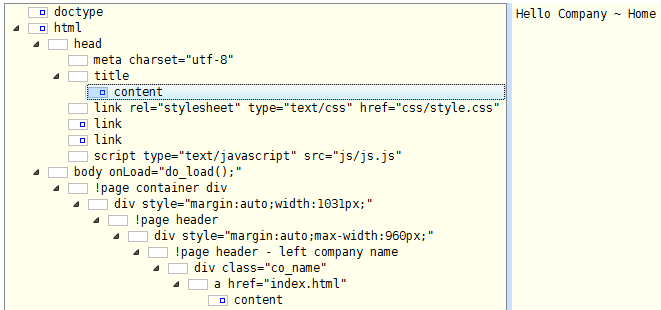 doctype
Hello Company ~ Home
html
head
meta charset="utf-8"
title
content
link rel="stylesheet" type="text/css" href="css/style.css"
link
link
script type="text/javascript" src="js/js.js"
body onLoad="do_load();"
!page container div
div style="margin:auto;width:1031px;"
!page header
div style="margin:auto;max-width:960px;"
!page header - left company name
div class="co_name"
a href="index.html"
content